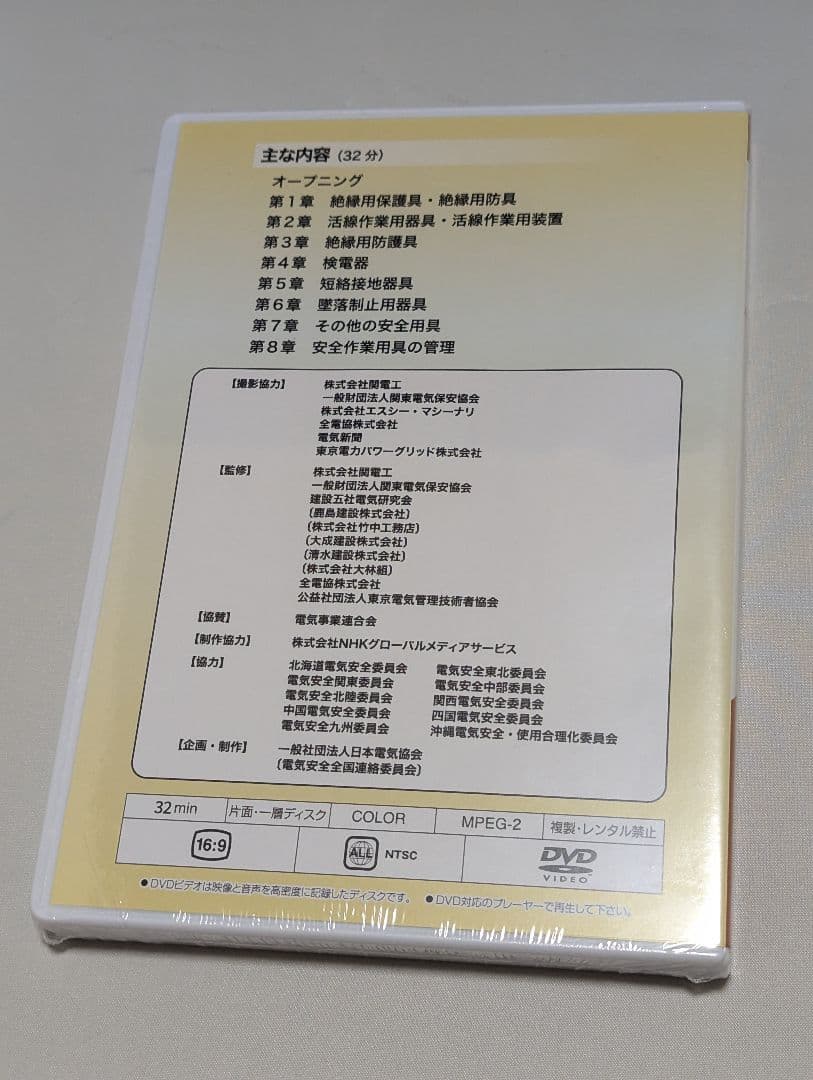 主な内容（32分）
オープニング
第1章　絶縁用保護具・絶縁用防具
第2章　活線作業用器具・活線作業用装置
第3章　絶縁用防護具
第4章　検電器
第5章　短絡接地器具
第6章　墜落制止用器具
第7章　その他の安全用具
第8章　安全作業用具の管理
【撮影協力】　株式会社関電工
一般財団法人関東電気保安協会
株式会社エスシー・マシーナリ
全電協株式会社
電気新聞
東京電力パワーグリッド株式会社
【監修】　株式会社関電工
一般財団法人関東電気保安協会
建設五社電気研究会
（鹿島建設株式会社）
（株式会社竹中工務店）
（大成建設株式会社）
（清水建設株式会社）
（株式会社大林組）
全電協株式会社
公益社団法人東京電気管理技術者協会
【協賛】　電気事業連合会
【制作協力】　株式会社NHKグローバルメディアサービス
【協力】　北海道電気安全委員会　電気安全東北委員会
電気安全関東委員会　電気安全中部委員会
電気安全北陸委員会　関西電気安全委員会
中国電気安全委員会　四国電気安全委員会
電気安全九州委員会　沖縄電気安全・使用合理化委員会
【企画・制作】　一般社団法人日本電気協会
（電気安全全国連絡委員会）
32min　片面・一層ディスク　COLOR　MPEG-2　複製・レンタル禁止
16:9　ALL　NTSC　DVD VIDEO
●DVDビデオは映像と音声を高密度に記録したディスクです。　●DVD対応のプレーヤーで再生して下さい。